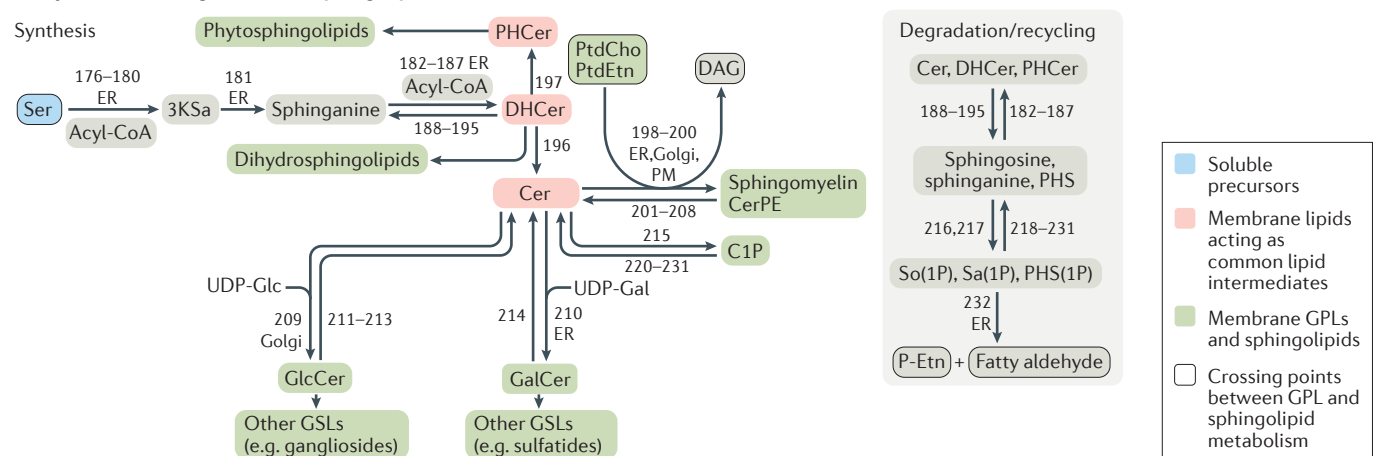 Synthesis
Phytosphingolipids
PHCer
182–187 ER
Acyl-CoA
197
176–180
ER
181
ER
Ser
3KSa
Sphinganine
DHCer
Acyl-CoA
188–195
196
Dihydrosphingolipids
PtdCho
PtdEtn
DAG
198–200
ER,Golgi,
PM
Cer
Sphingomyelin
CerPE
201–208
215
C1P
220–231
UDP-Glc
UDP-Gal
209
Golgi
211–213
214
210
ER
GlcCer
GalCer
Other GSLs
(e.g. gangliosides)
Other GSLs
(e.g. sulfatides)
Degradation/recycling
Cer, DHCer, PHCer
188–195
182–187
Sphingosine,
sphinganine, PHS
216,217
218–231
So(1P), Sa(1P), PHS(1P)
232
ER
P-Etn + Fatty aldehyde
Soluble
precursors
Membrane lipids
acting as
common lipid
intermediates
Membrane GPLs
and sphingolipids
Crossing points
between GPL and
sphingolipid
metabolism